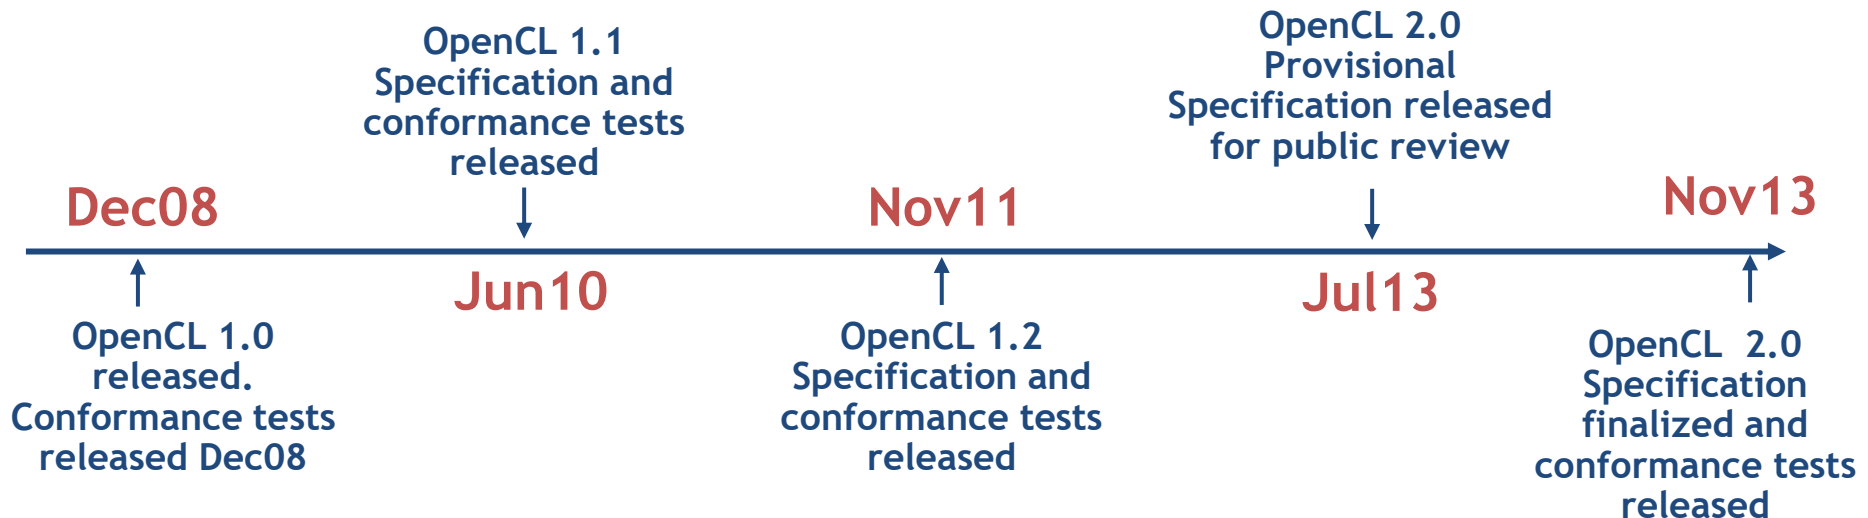 Dec08
OpenCL 1.0
released.
Conformance tests
released Dec08
OpenCL 1.1
Specification and
conformance tests
released
Jun10
Nov11
OpenCL 1.2
Specification and
conformance tests
released
OpenCL 2.0
Provisional
Specification released
for public review
Jul13
Nov13
OpenCL  2.0
Specification
finalized and
conformance tests
released